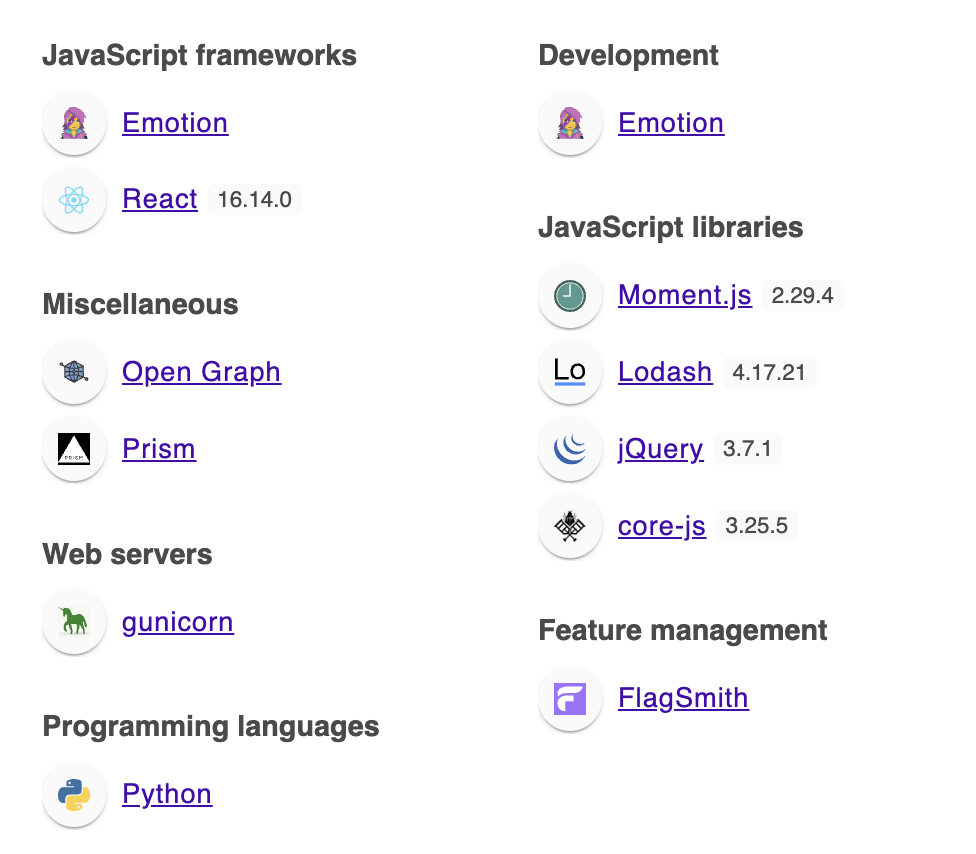 JavaScript frameworks
Emotion
React 16.14.0
Miscellaneous
Open Graph
PRISM
Prism
Web servers
gunicorn
Programming languages
Python
Development
Emotion
JavaScript libraries
Moment.js 2.29.4
Lo
Lodash 4.17.21
jQuery 3.7.1
core-js 3.25.5
Feature management
FlagSmith